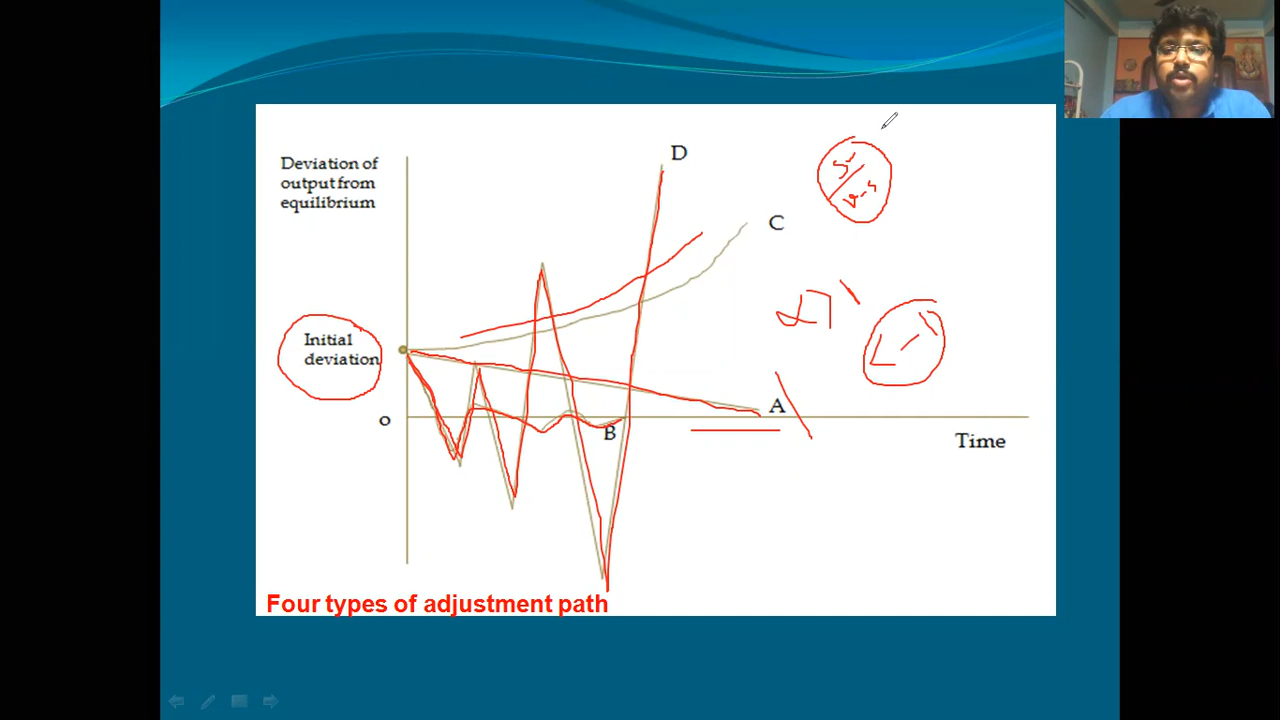 D
Deviation of
output from
equilibrium
C
Initial
deviation
A
o
B
Time
Four types of adjustment path